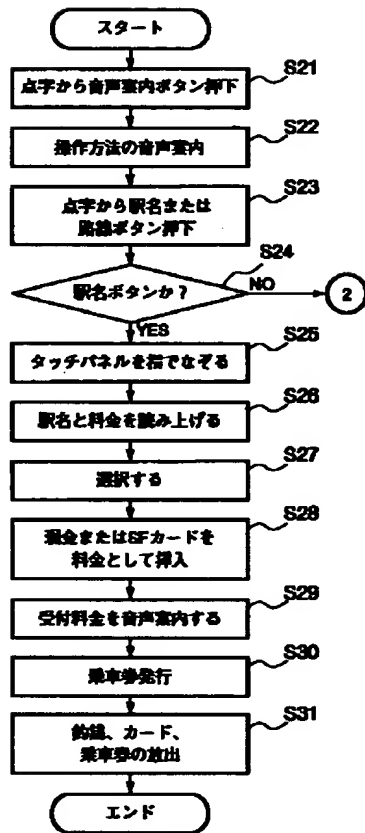 スタート
点字から音声案内ボタン押下
S21
操作方法の音声案内
S22
点字から駅名または
路線ボタン押下
S23
駅名ボタンか？
S24
NO
2
YES
タッチパネルを指でなぞる
S25
駅名と料金を読み上げる
S26
選択する
S27
現金またはSFカードを
料金として挿入
S28
受付料金を音声案内する
S29
乗車券発行
S30
釣銭、カード、
乗車券の放出
S31
エンド